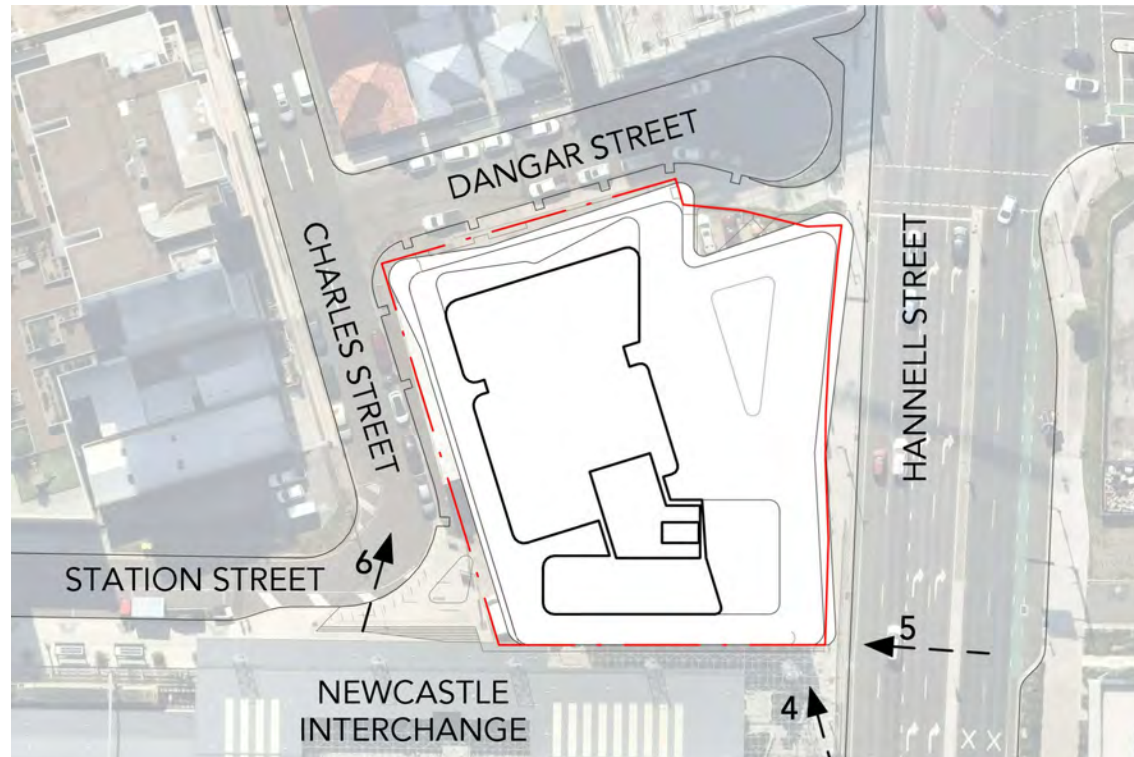 DANGAR STREET
CHARLES STREET
HANNELL STREET
STATION STREET
6
5
4
NEWCASTLE
INTERCHANGE
X X